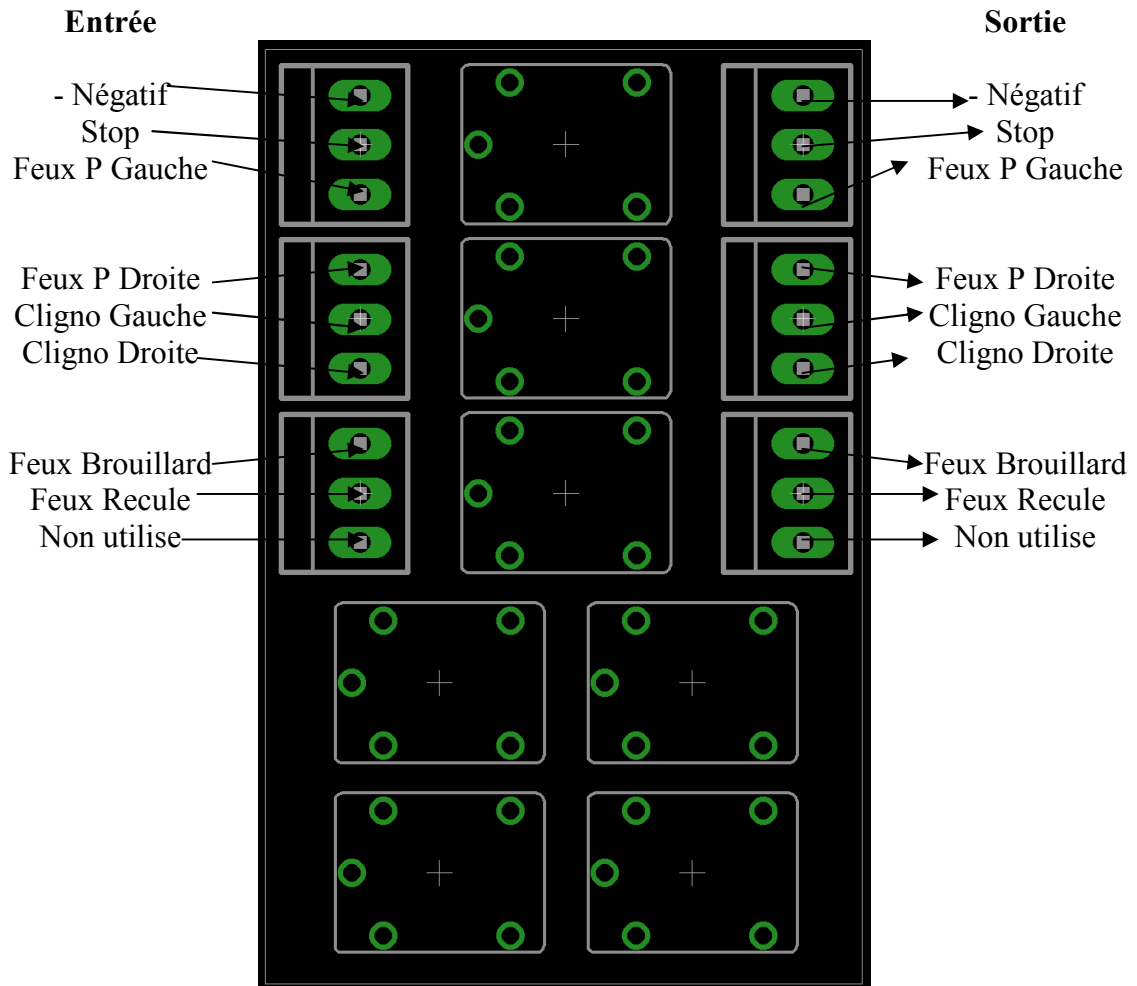 Entrée
- Négatif
Stop
Feux P Gauche
Feux P Droite
Cligno Gauche
Cligno Droite
Feux Brouillard
Feux Recule
Non utilise
Sortie
- Négatif
Stop
Feux P Gauche
Feux P Droite
Cligno Gauche
Cligno Droite
Feux Brouillard
Feux Recule
Non utilise